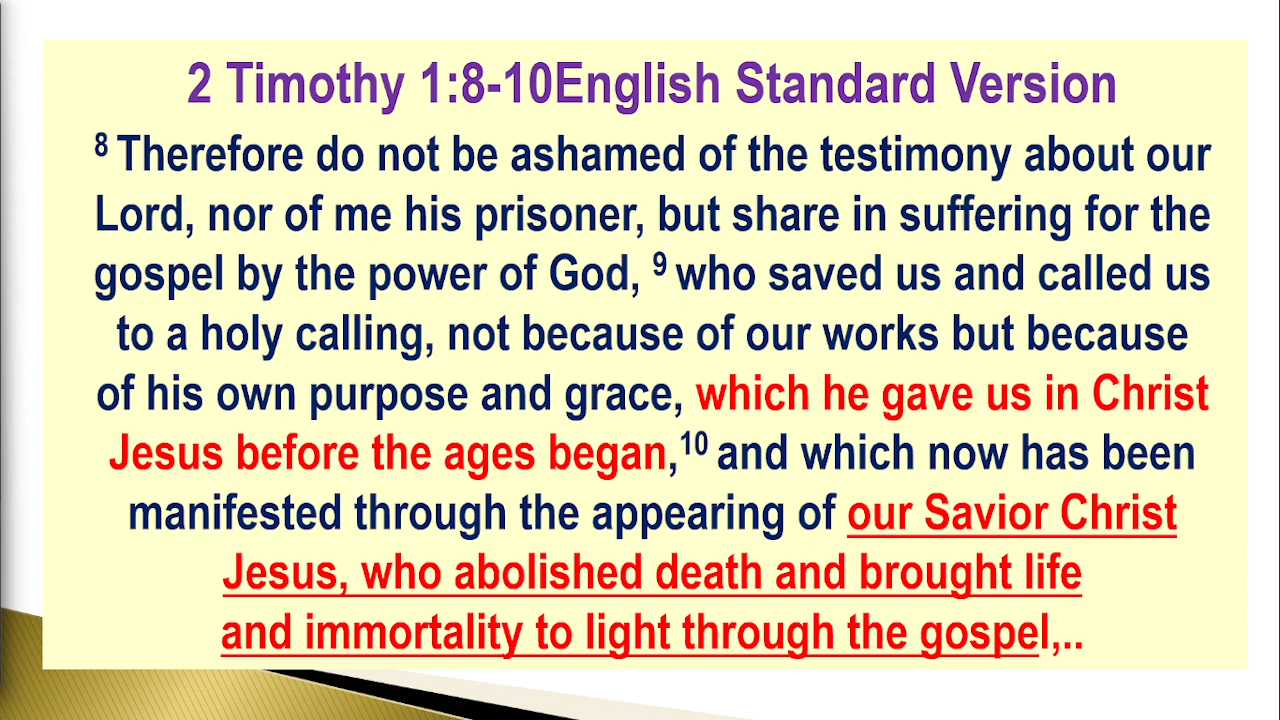 2 Timothy 1:8-10English Standard Version
8 Therefore do not be ashamed of the testimony about our
Lord, nor of me his prisoner, but share in suffering for the
gospel by the power of God, 9 who saved us and called us
to a holy calling, not because of our works but because
of his own purpose and grace, which he gave us in Christ
Jesus before the ages began,10 and which now has been
manifested through the appearing of our Savior Christ
Jesus, who abolished death and brought life
and immortality to light through the gospel,..